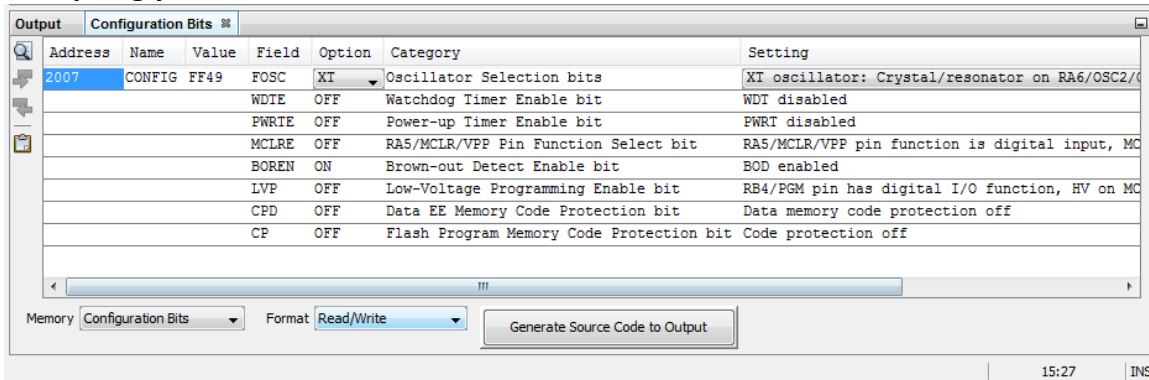 Output Configuration Bits
Address Name Value Field Option Category Setting
2007 CONFIG FF49 FOSC XT Oscillator Selection bits XT oscillator: Crystal/resonator on RA6/OSC2/
WDTE OFF Watchdog Timer Enable bit WDT disabled
PWRTE OFF Power-up Timer Enable bit PWRT disabled
MCLRE OFF RA5/MCLR/VPP Pin Function Select bit RA5/MCLR/VPP pin function is digital input, MC
BOREN ON Brown-out Detect Enable bit BOD enabled
LVP OFF Low-Voltage Programming Enable bit RB4/PGM pin has digital I/O function, HV on MC
CPD OFF Data EE Memory Code Protection bit Data memory code protection off
CP OFF Flash Program Memory Code Protection bit Code protection off
Memory Configuration Bits Format Read/Write Generate Source Code to Output
15:27 INS